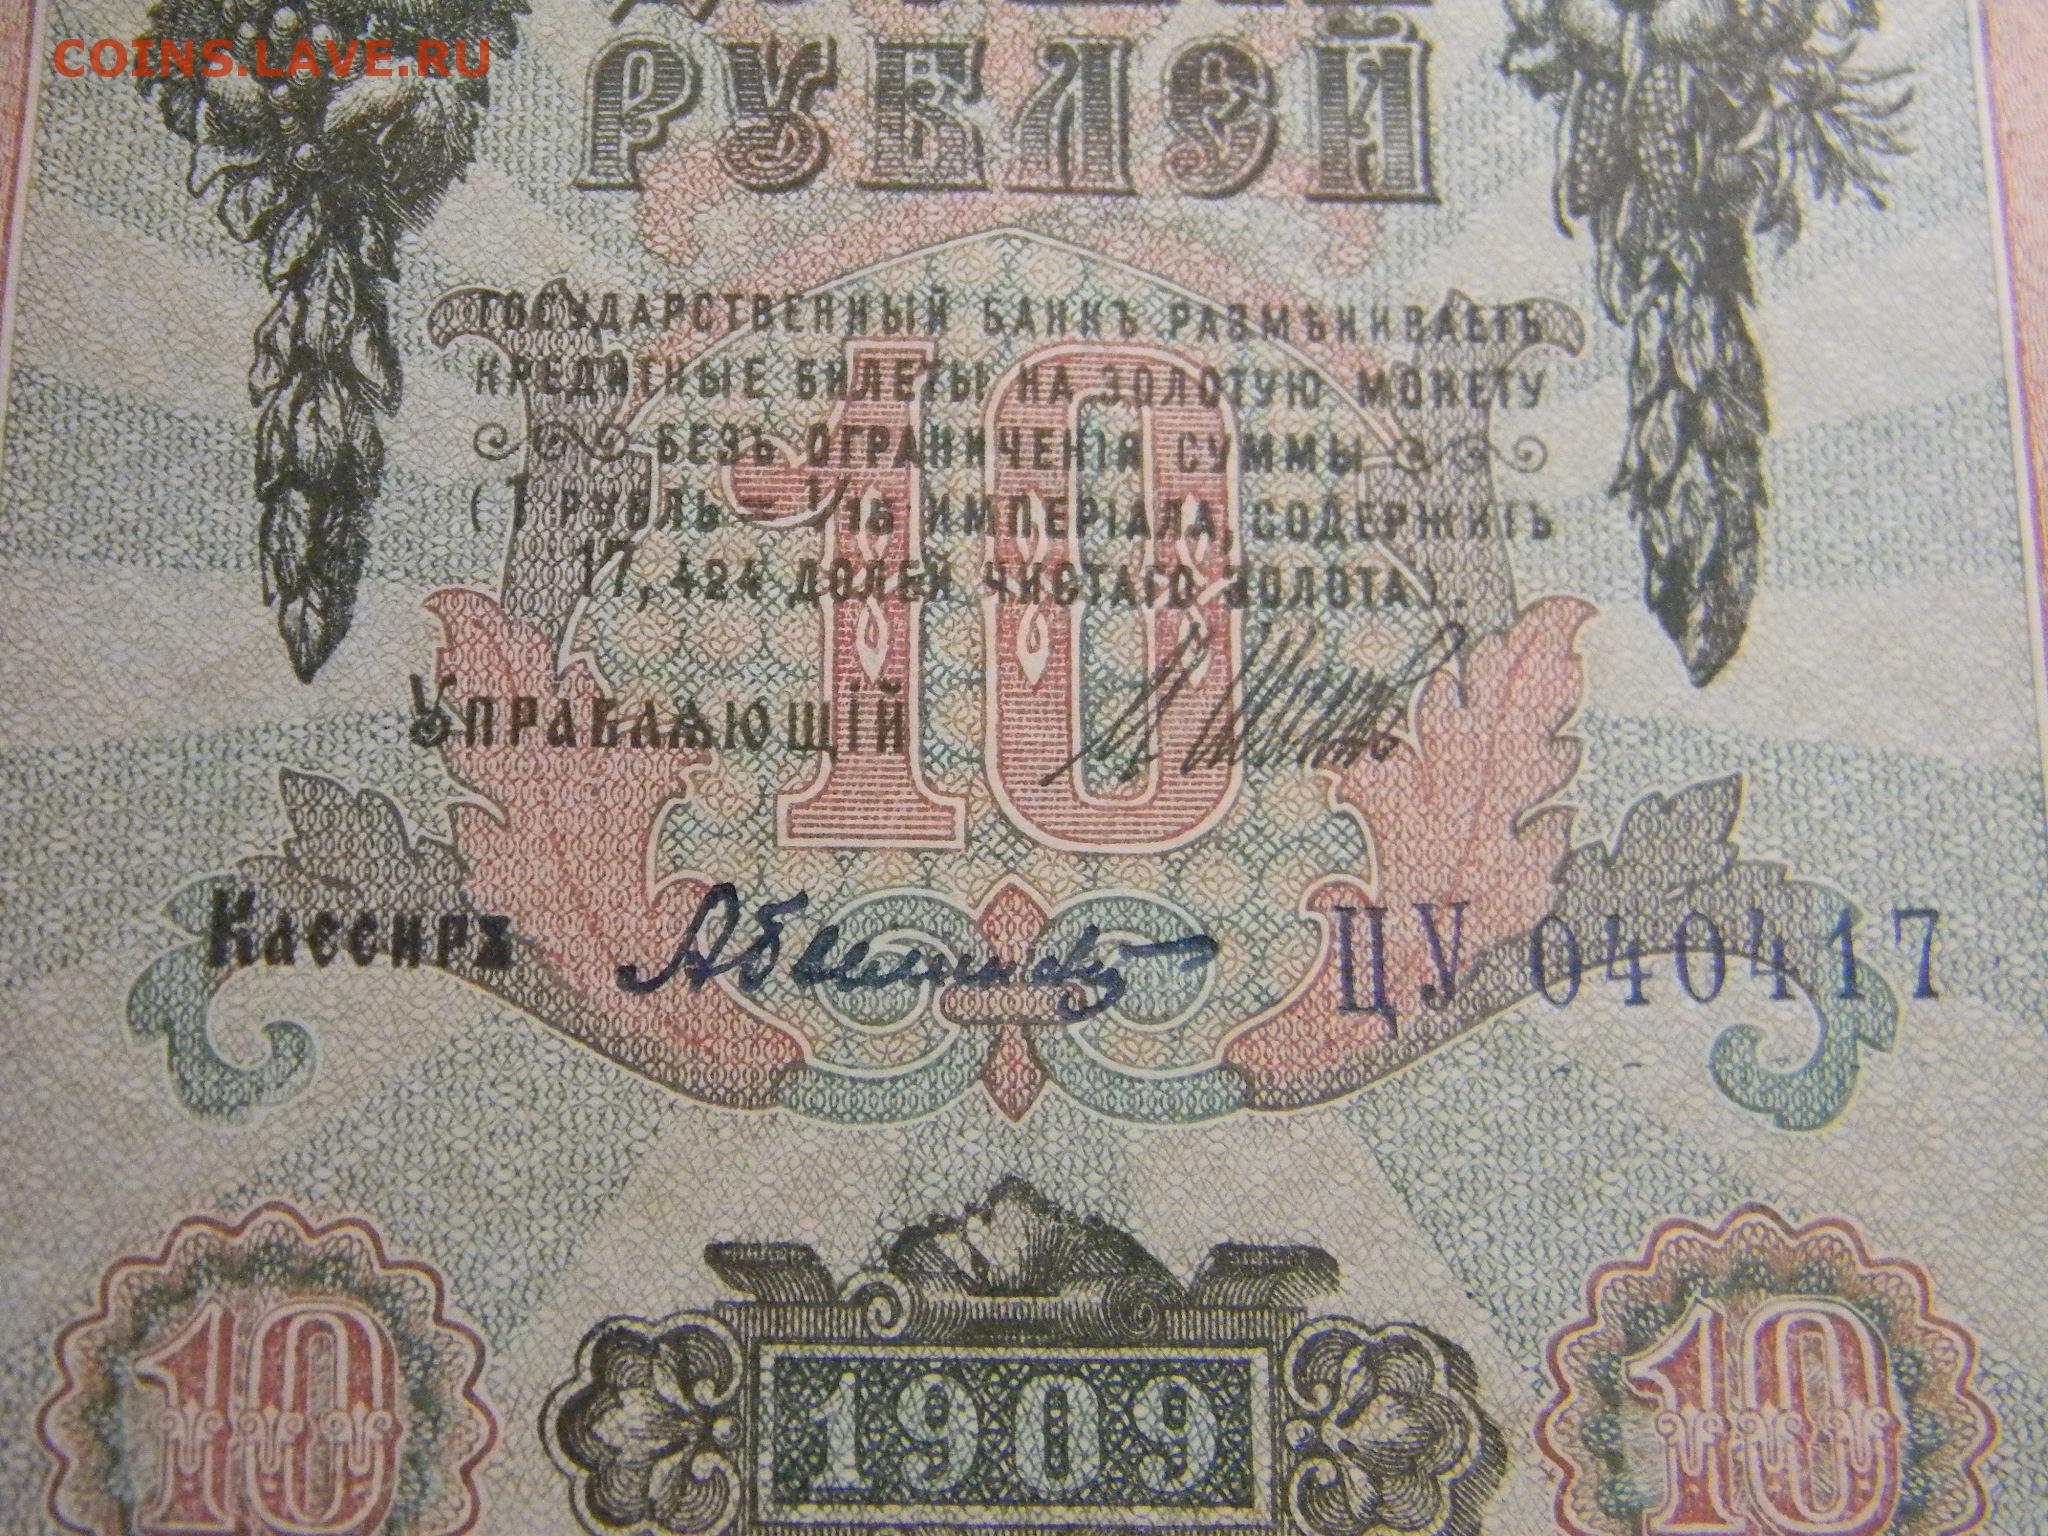 COINS.LAVE.RU
РУБЛЕЙ
ГОСУДАРСТВЕННЫЙ БАНКЪ РАЗМѢНИВАЕТЪ
КРЕДИТНЫЕ БИЛЕТЫ НА ЗОЛОТУЮ МОНЕТУ
БЕЗЪ ОГРАНИЧЕНІЯ СУММЫ
(1 РУБЛЬ = 1/15 ИМПЕРІАЛА, СОДЕРЖИТЪ
17,424 ДОЛЕЙ ЧИСТАГО ЗОЛОТА).
10
Управляющій
Кассиръ
ЦУ 040417
10 1909 10